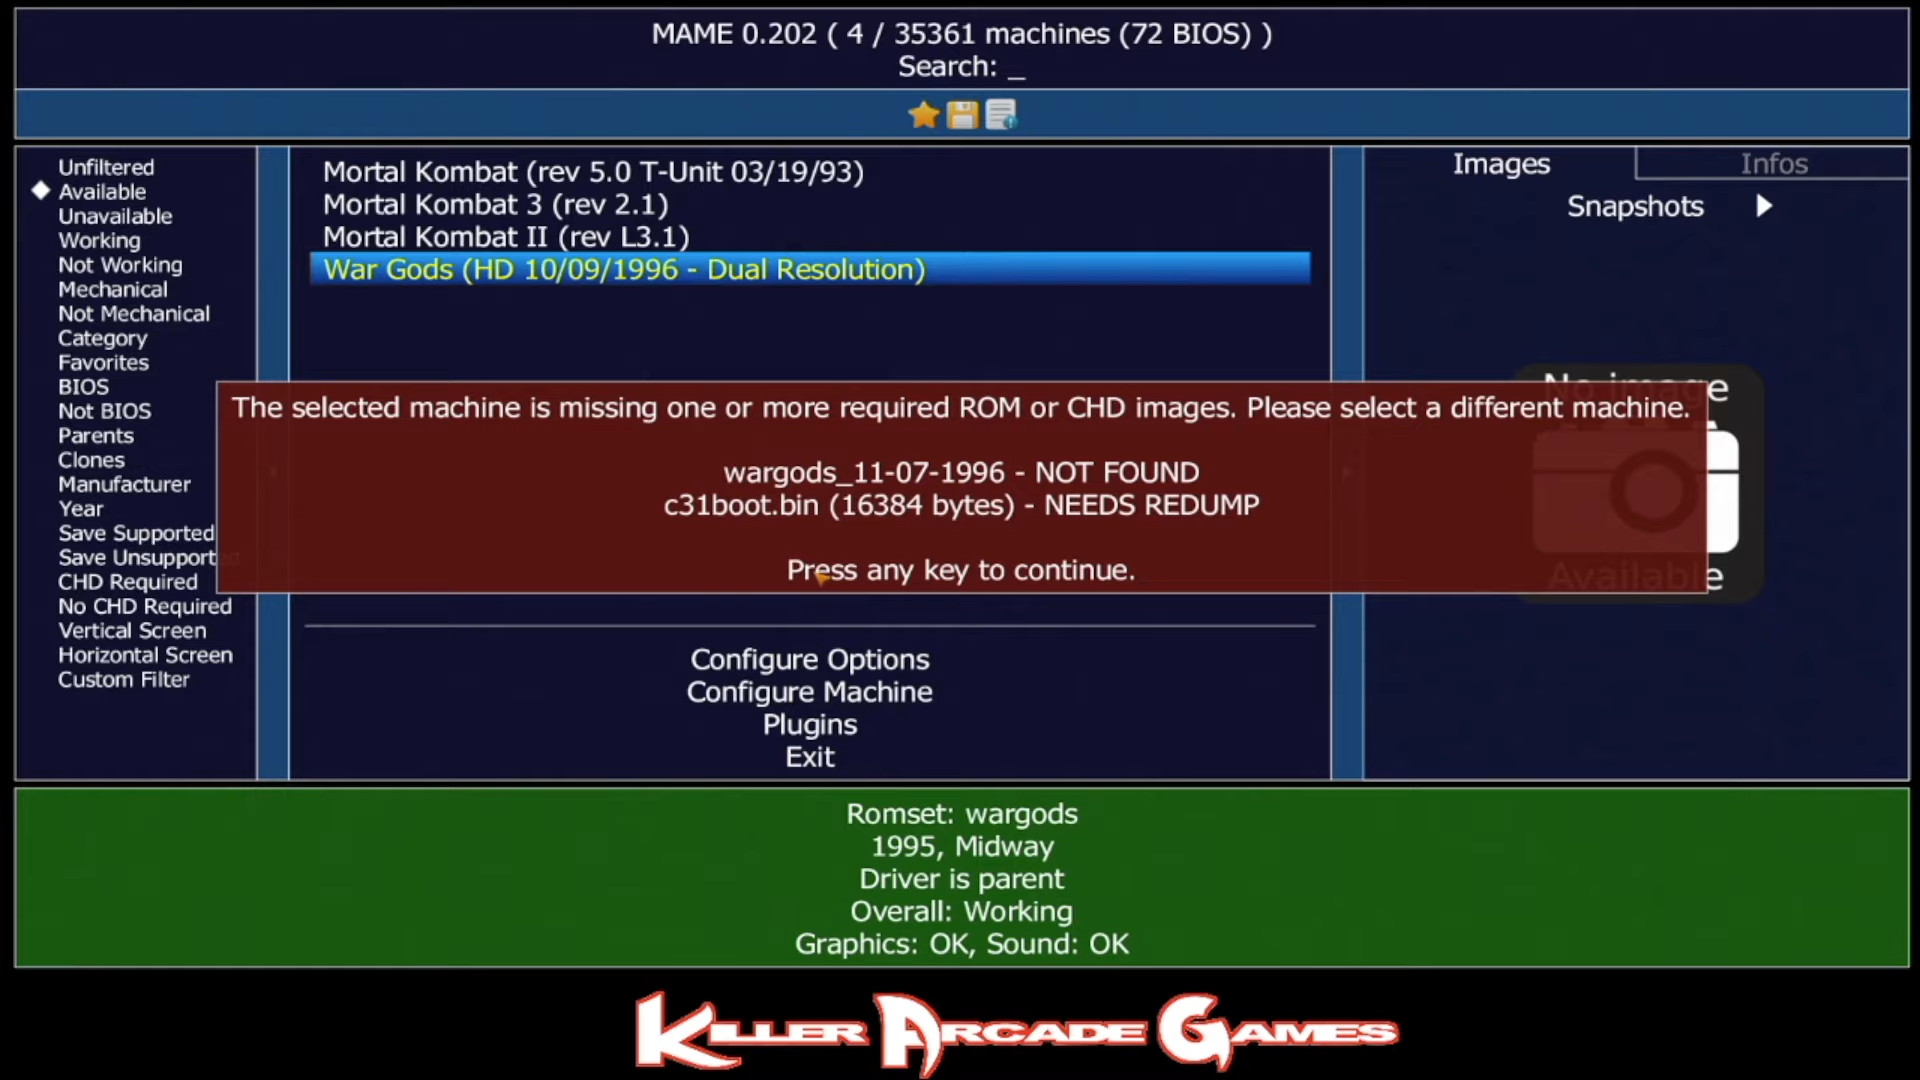 MAME 0.202 ( 4 / 35361 machines (72 BIOS) )
Search: _
Unfiltered
Available
Unavailable
Working
Not Working
Mechanical
Not Mechanical
Category
Favorites
BIOS
Not BIOS
Parents
Clones
Manufacturer
Year
Save Supported
Save Unsupported
CHD Required
No CHD Required
Vertical Screen
Horizontal Screen
Custom Filter
Mortal Kombat (rev 5.0 T-Unit 03/19/93)
Mortal Kombat 3 (rev 2.1)
Mortal Kombat II (rev L3.1)
War Gods (HD 10/09/1996 - Dual Resolution)
Images
Infos
Snapshots
No image
Available
The selected machine is missing one or more required ROM or CHD images. Please select a different machine.
wargods_11-07-1996 - NOT FOUND
c31boot.bin (16384 bytes) - NEEDS REDUMP
Press any key to continue.
Configure Options
Configure Machine
Plugins
Exit
Romset: wargods
1995, Midway
Driver is parent
Overall: Working
Graphics: OK, Sound: OK
KILLER ARCADE GAMES